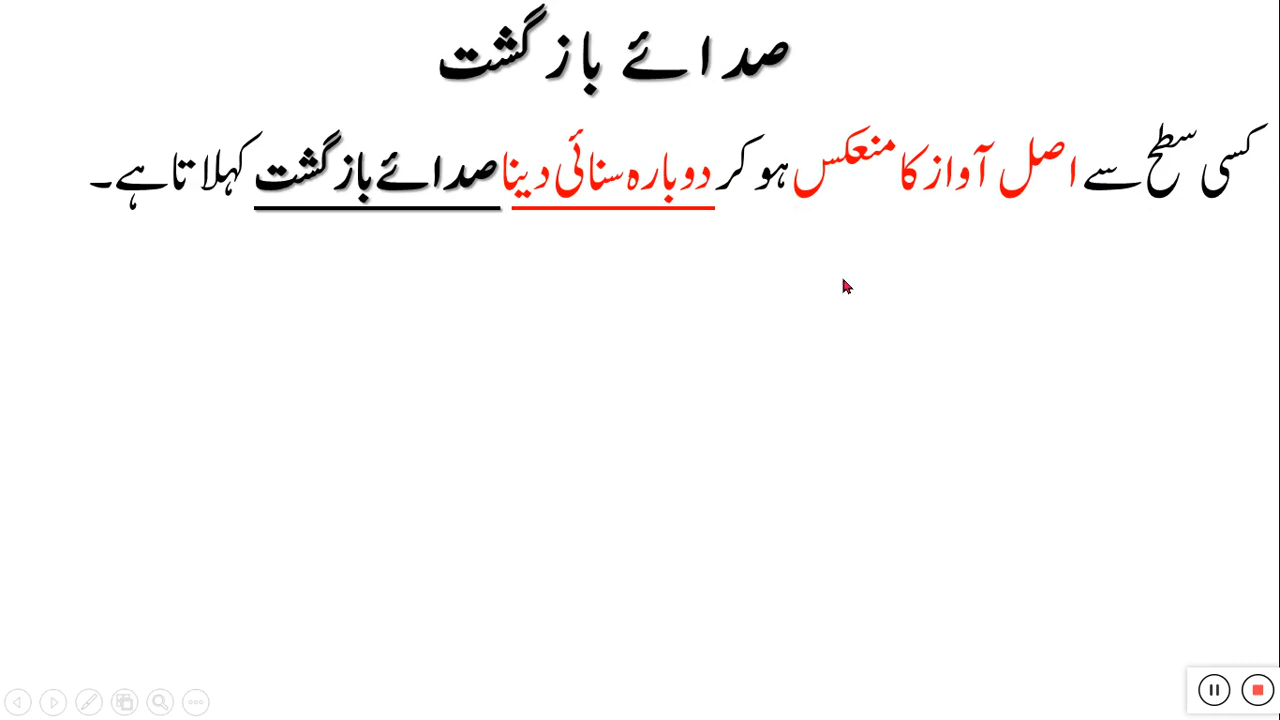 صدائے بازگشت
کسی سطح سے اصل آواز کا منعکس ہو کر دوبارہ سنائی دینا صدائے بازگشت کہلاتا ہے۔